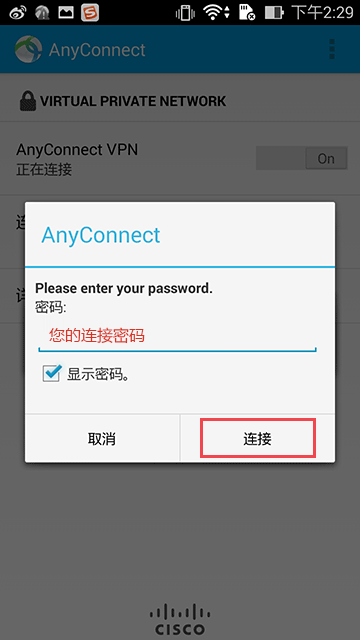 下午2:29
AnyConnect
VIRTUAL PRIVATE NETWORK
AnyConnect VPN
正在连接
On
连
详
AnyConnect
Please enter your password.
密码:
您的连接密码
显示密码。
取消
连接
CISCO